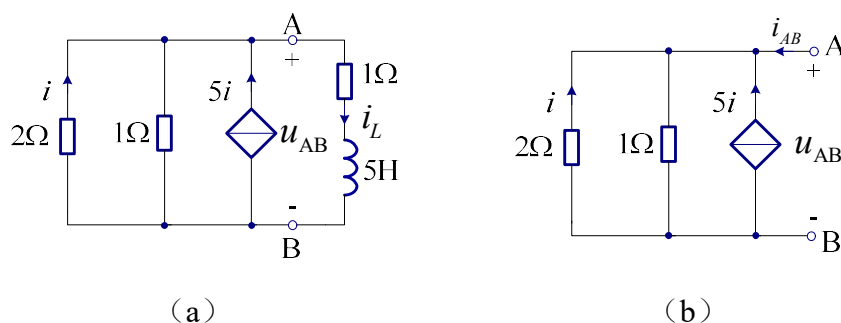 A
+
i
5i
1Ω
2Ω
1Ω
u_AB
i_L
5H
-
B
(a)
i_AB
A
+
i
5i
2Ω
1Ω
u_AB
-
B
(b)